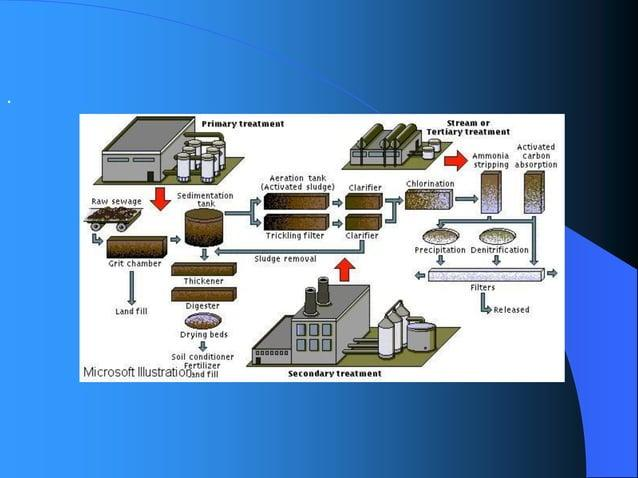 .
Primary treatment
Stream or
Tertiary treatment
Ammonia
stripping
Activated
carbon
absorption
Raw sewage
Sedimentation
tank
Aeration tank
(Activated sludge)
Clarifier
Chlorination
Trickling filter
Clarifier
Grit chamber
Sludge removal
Precipitation
Denitrification
Thickener
Filters
Land fill
Digester
Released
Drying beds
Soil conditioner
Fertilizer
Land fill
Secondary treatment
Microsoft Illustration